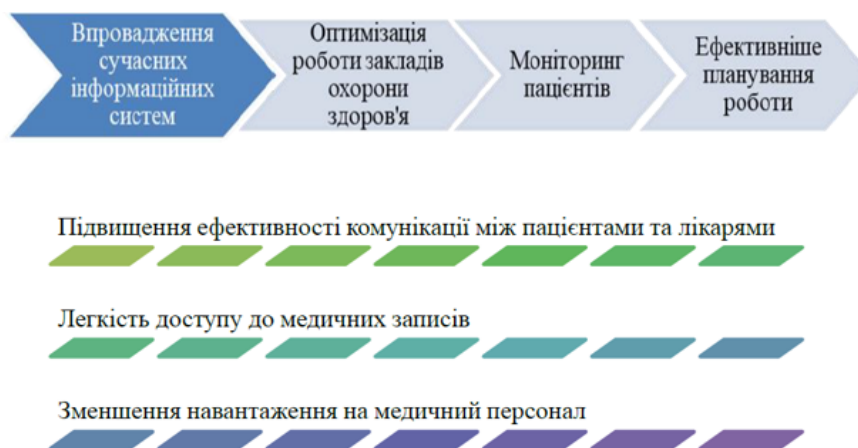 Впровадження
сучасних
інформаційних
систем
Оптимізація
роботи закладів
охорони
здоров'я
Моніторинг
пацієнтів
Ефективніше
планування
роботи
Підвищення ефективності комунікації між пацієнтами та лікарями
Легкість доступу до медичних записів
Зменшення навантаження на медичний персонал